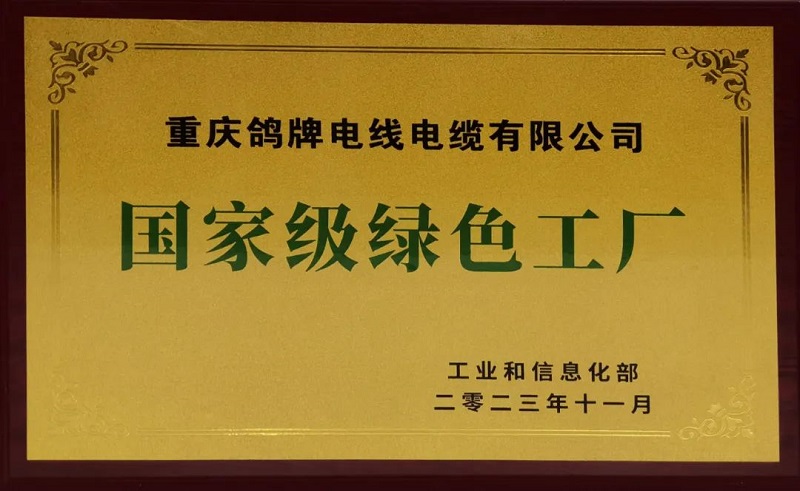 重庆鸽牌电线电缆有限公司
国家级绿色工厂
工业和信息化部
二零二三年十一月